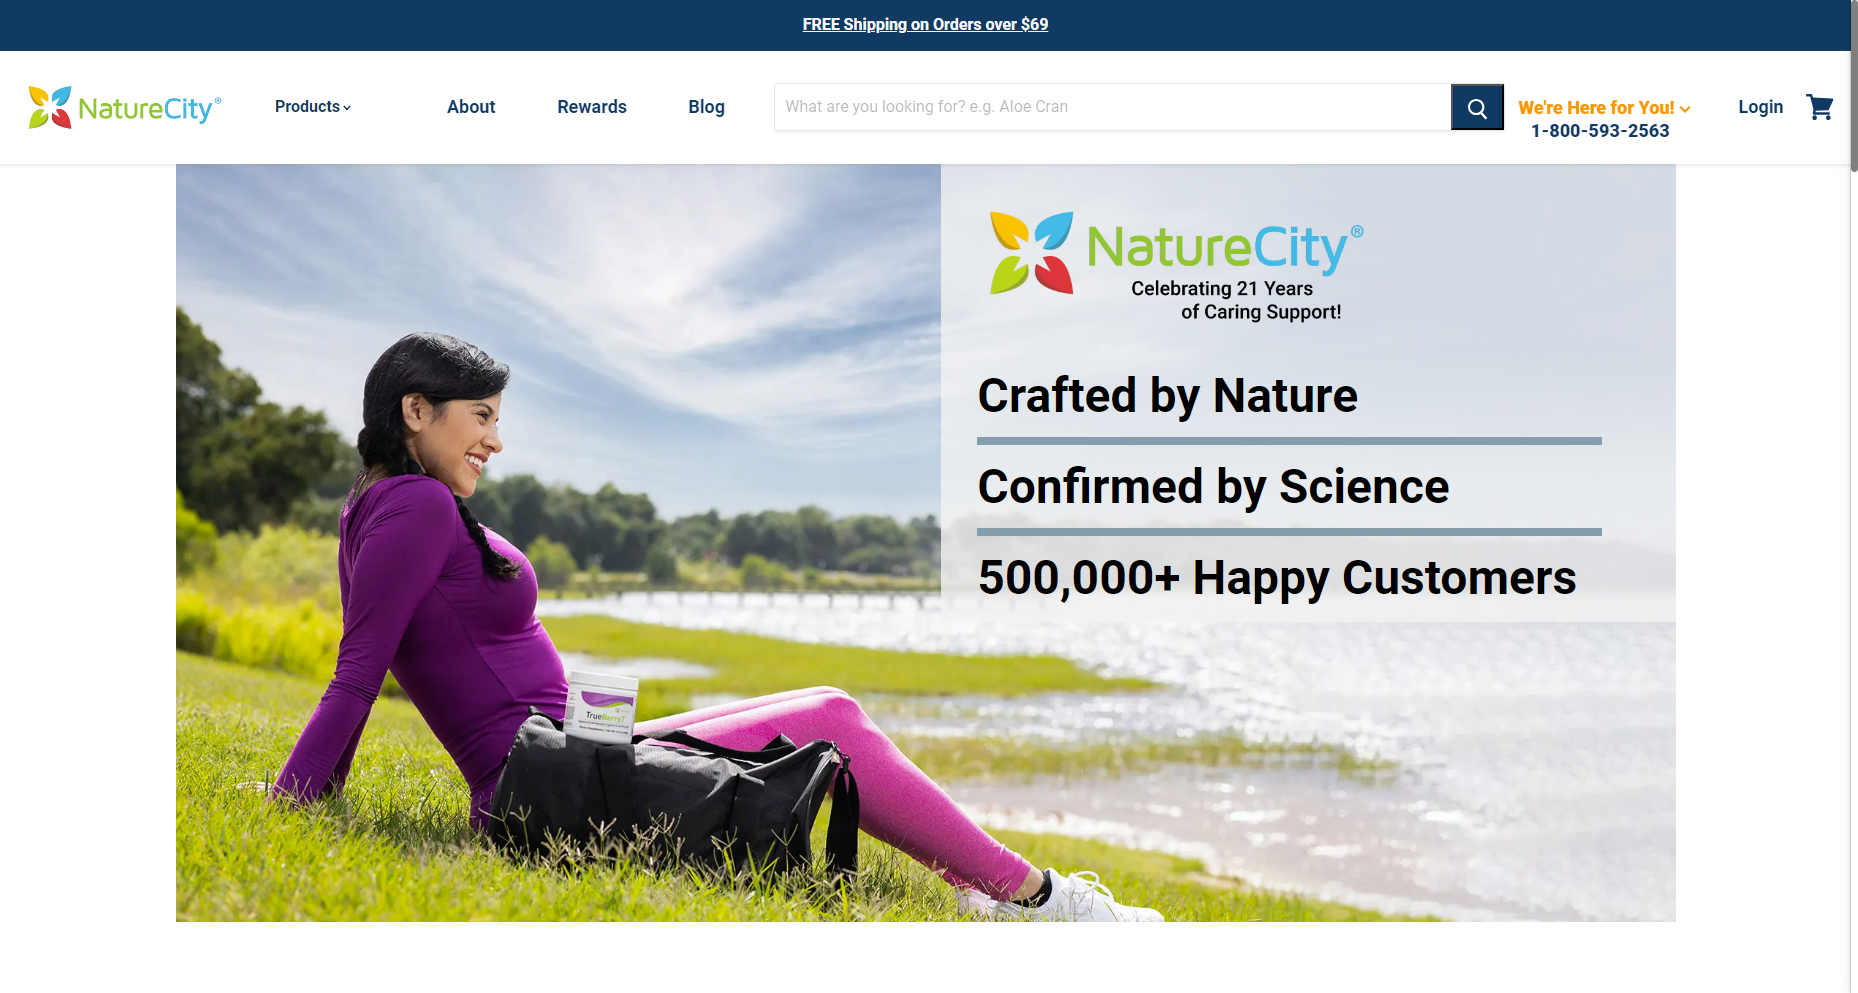 FREE Shipping on Orders over $69
NatureCity®
Products
About
Rewards
Blog
What are you looking for? e.g. Aloe Cran
We're Here for You!
1-800-593-2563
Login
NatureCity®
Celebrating 21 Years
of Caring Support!
Crafted by Nature
Confirmed by Science
500,000+ Happy Customers
TrueBerry7